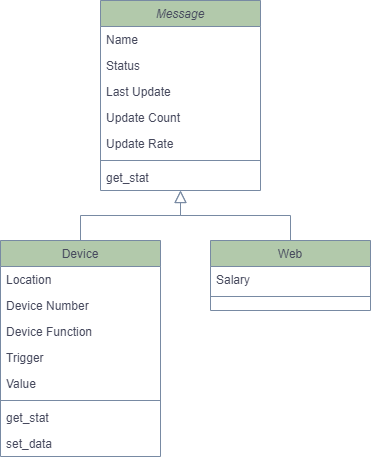 Message
Name
Status
Last Update
Update Count
Update Rate
get_stat
Device
Location
Device Number
Device Function
Trigger
Value
get_stat
set_data
Web
Salary